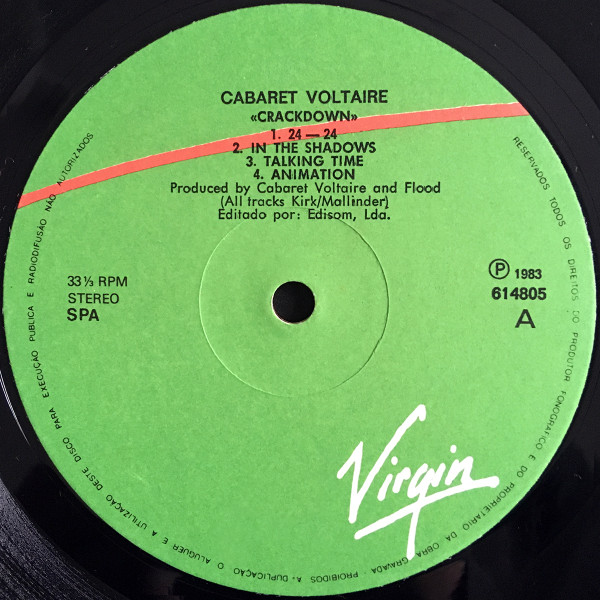 CABARET VOLTAIRE
«CRACKDOWN»
1. 24 — 24
2. IN THE SHADOWS
3. TALKING TIME
4. ANIMATION
Produced by Cabaret Voltaire and Flood
(All tracks Kirk/Mallinder)
Editado por: Edisom, Lda.
33⅓ RPM
STEREO
SPA
Ⓟ 1983
614805
A
Virgin
RESERVADOS TODOS OS DIREITOS DO PRODUTOR FONOGRÁFICO E DO PROPRIETÁRIO DA OBRA GRAVADA - PROIBIDOS A DUPLICAÇÃO O ALUGUER E A UTILIZAÇÃO DESTE DISCO PARA EXECUÇÃO PUBLICA E RADIODIFUSÃO NÃO AUTORIZADOS